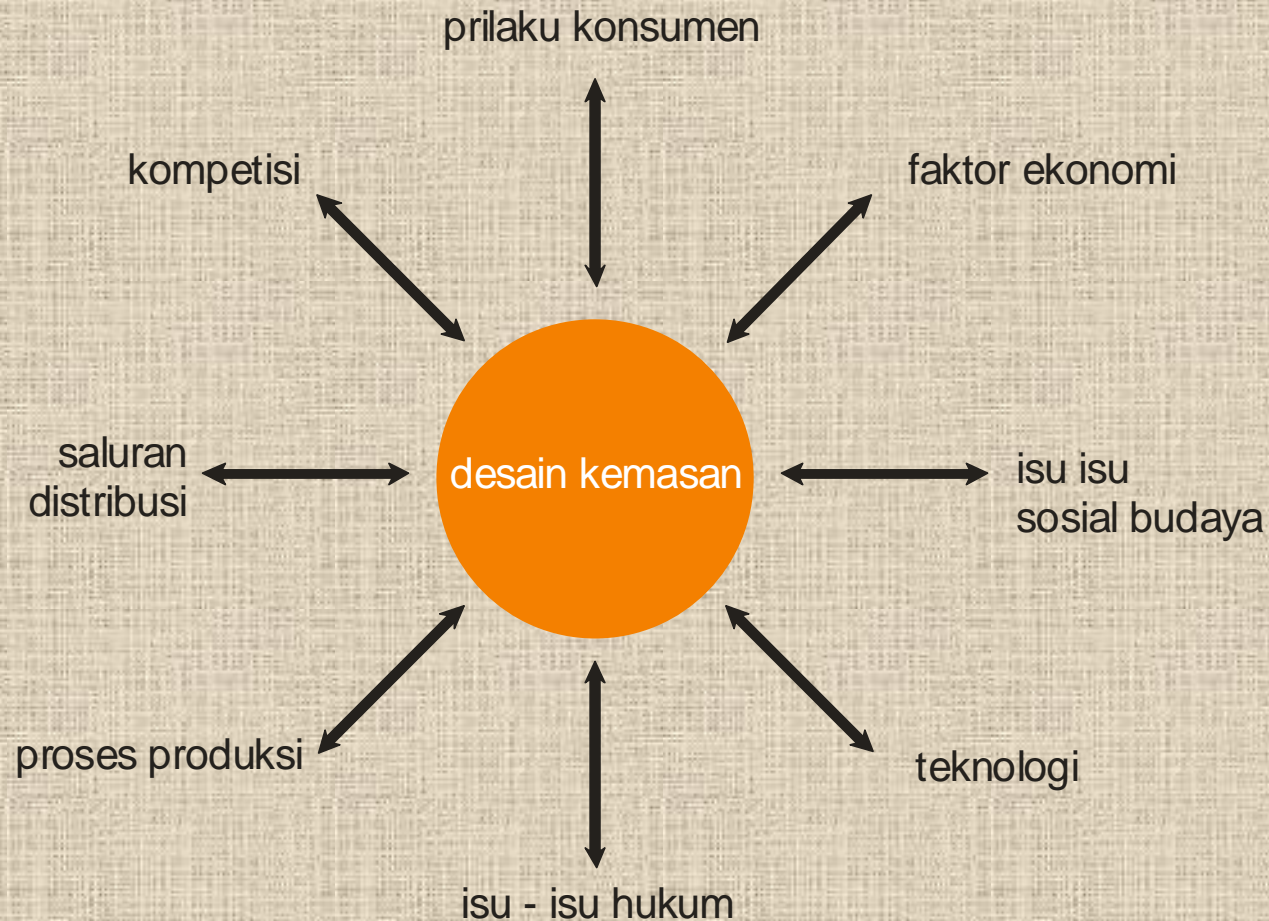 prilaku konsumen
kompetisi
faktor ekonomi
saluran
distribusi
desain kemasan
isu isu
sosial budaya
proses produksi
teknologi
isu - isu hukum